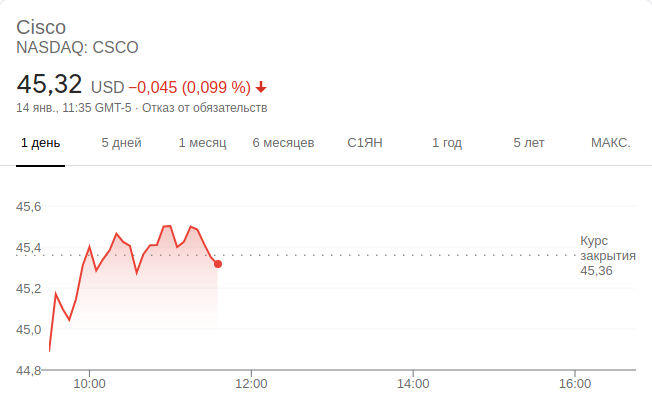 Cisco
NASDAQ: CSCO
45,32 USD −0,045 (0,099 %)
14 янв., 11:35 GMT-5 · Отказ от обязательств
1 день 5 дней 1 месяц 6 месяцев С1ЯН 1 год 5 лет МАКС.
45,6
45,4
45,2
45,0
44,8
Курс
закрытия
45,36
10:00 12:00 14:00 16:00